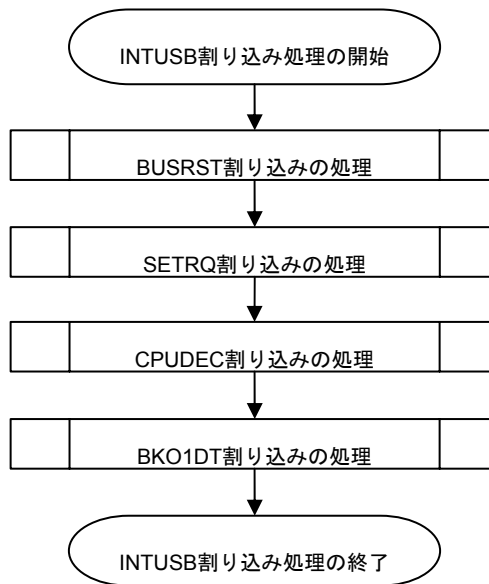 INTUSB割り込み処理の開始
BUSRST割り込みの処理
SETRQ割り込みの処理
CPUDEC割り込みの処理
BKO1DT割り込みの処理
INTUSB割り込み処理の終了